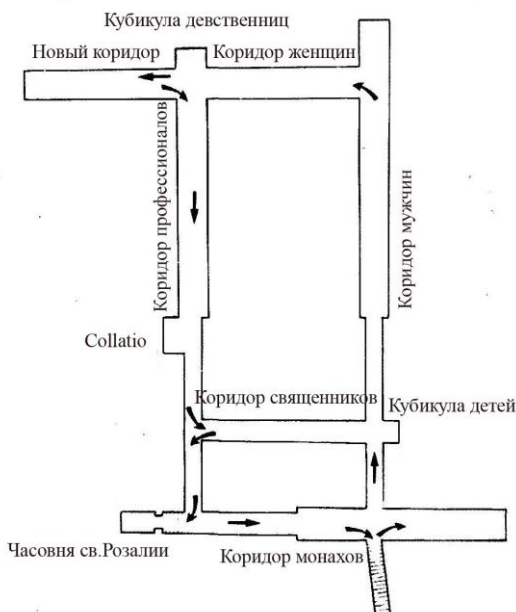 Кубикула девственниц
Новый коридор
Коридор женщин
Коридор профессионалов
Коридор мужчин
Collatio
Коридор священников
Кубикула детей
Часовня св.Розалии
Коридор монахов